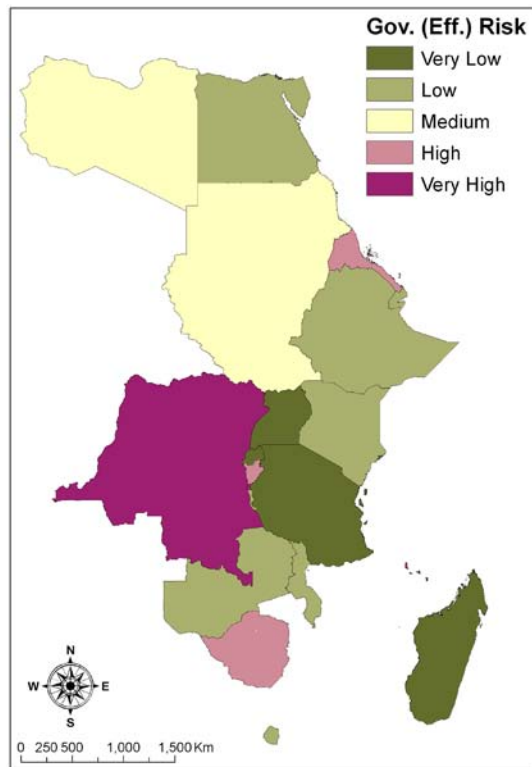 Gov. (Eff.) Risk
Very Low
Low
Medium
High
Very High
N
W E
S
0 250 500 1,000 1,500 Km